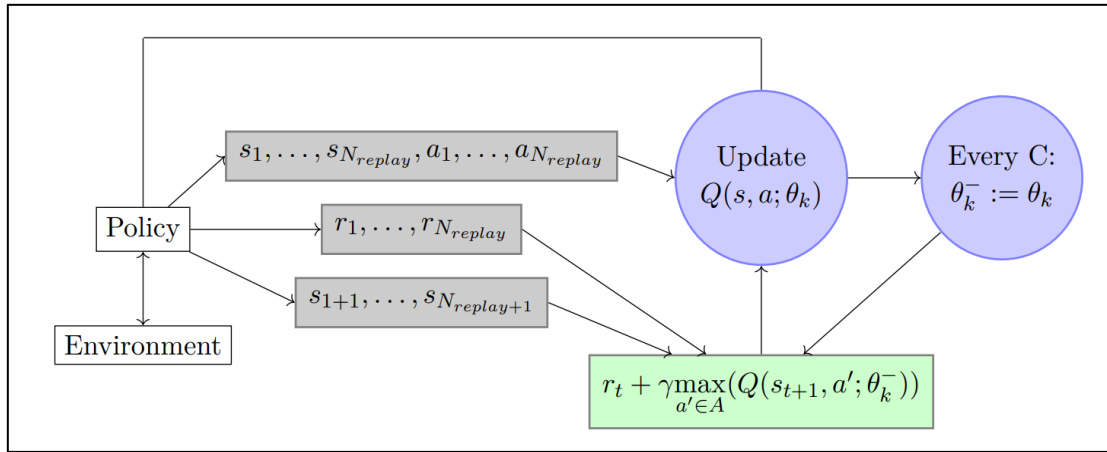 s_1, . . . , s_{N_{replay}}, a_1, . . . , a_{N_{replay}}
Update
Q(s, a; θ_k)
Every C:
θ_k^- := θ_k
Policy
r_1, . . . , r_{N_{replay}}
s_{1+1}, . . . , s_{N_{replay+1}}
Environment
r_t + γ max_{a'∈A}(Q(s_{t+1}, a'; θ_k^-))